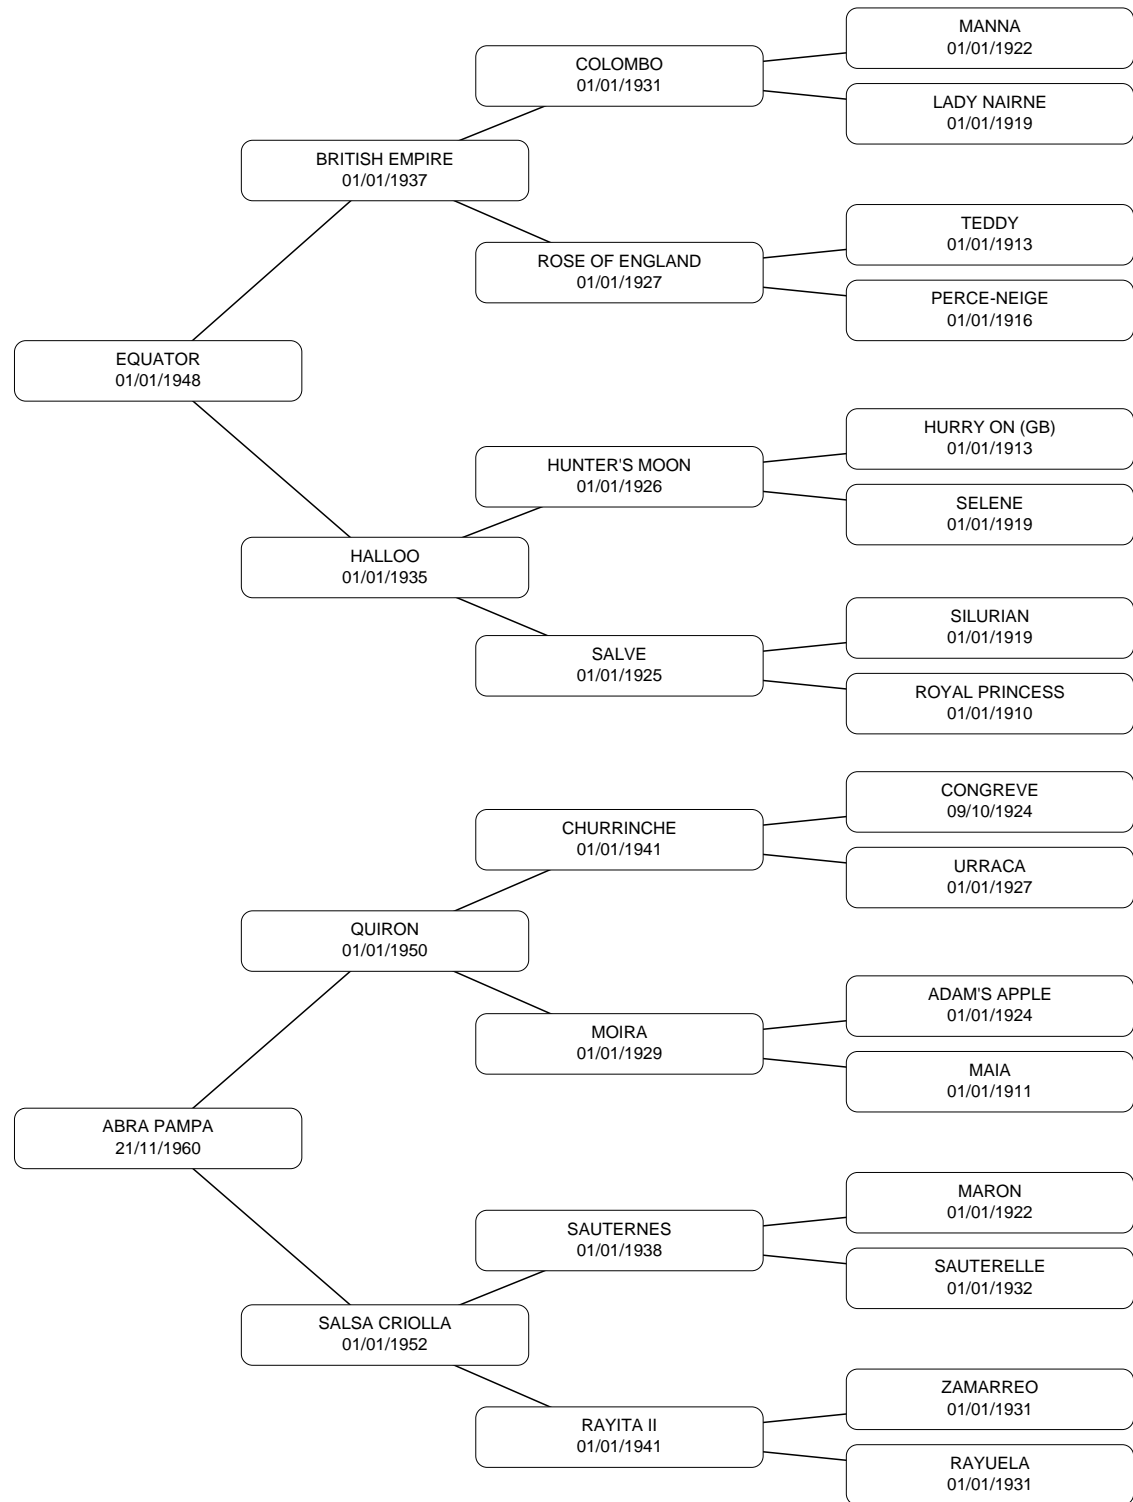 MANNA
01/01/1922
COLOMBO
01/01/1931
LADY NAIRNE
01/01/1919
BRITISH EMPIRE
01/01/1937
TEDDY
01/01/1913
ROSE OF ENGLAND
01/01/1927
PERCE-NEIGE
01/01/1916
EQUATOR
01/01/1948
HURRY ON (GB)
01/01/1913
HUNTER'S MOON
01/01/1926
SELENE
01/01/1919
HALLOO
01/01/1935
SILURIAN
01/01/1919
SALVE
01/01/1925
ROYAL PRINCESS
01/01/1910
CONGREVE
09/10/1924
CHURRINCHE
01/01/1941
URRACA
01/01/1927
QUIRON
01/01/1950
ADAM'S APPLE
01/01/1924
MOIRA
01/01/1929
MAIA
01/01/1911
ABRA PAMPA
21/11/1960
MARON
01/01/1922
SAUTERNES
01/01/1938
SAUTERELLE
01/01/1932
SALSA CRIOLLA
01/01/1952
ZAMARREO
01/01/1931
RAYITA II
01/01/1941
RAYUELA
01/01/1931